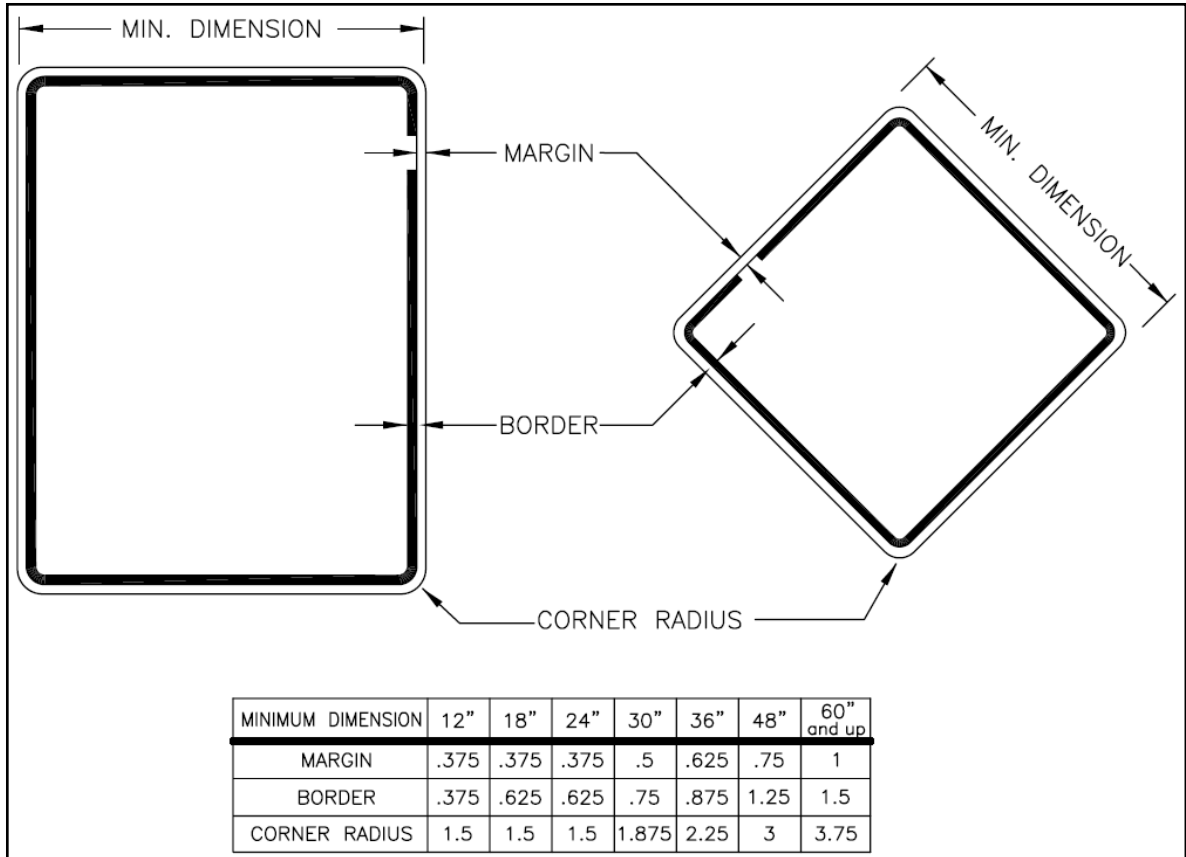 MIN. DIMENSION
MIN. DIMENSION
MARGIN
BORDER
CORNER RADIUS
MINIMUM DIMENSION 12" 18" 24" 30" 36" 48" 60" and up
MARGIN .375 .375 .375 .5 .625 .75 1
BORDER .375 .625 .625 .75 .875 1.25 1.5
CORNER RADIUS 1.5 1.5 1.5 1.875 2.25 3 3.75